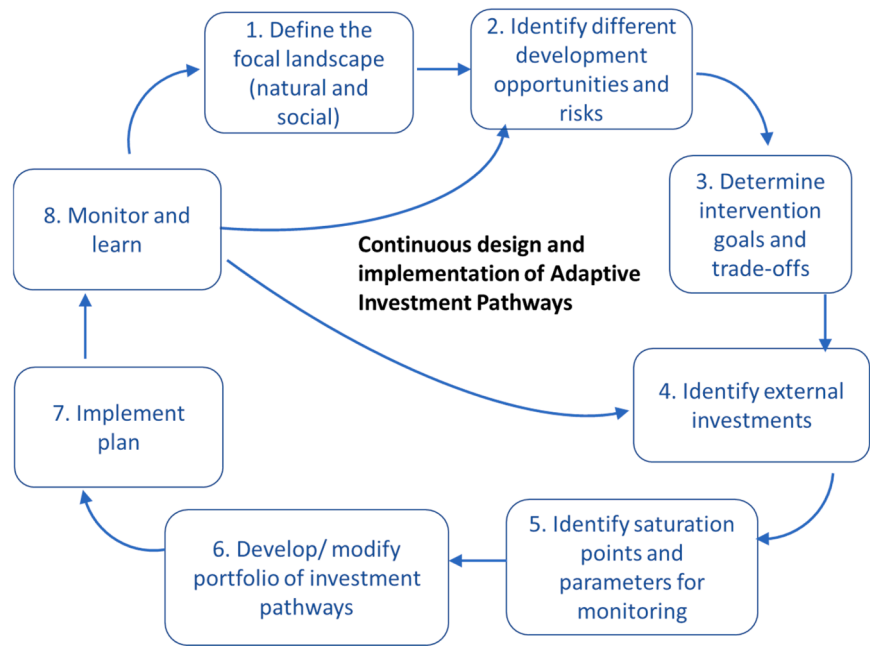 1. Define the
focal landscape
(natural and
social)
2. Identify different
development
opportunities and
risks
3. Determine
intervention
goals and
trade-offs
4. Identify external
investments
5. Identify saturation
points and
parameters for
monitoring
6. Develop/ modify
portfolio of investment
pathways
7. Implement
plan
8. Monitor and
learn
Continuous design and
implementation of Adaptive
Investment Pathways